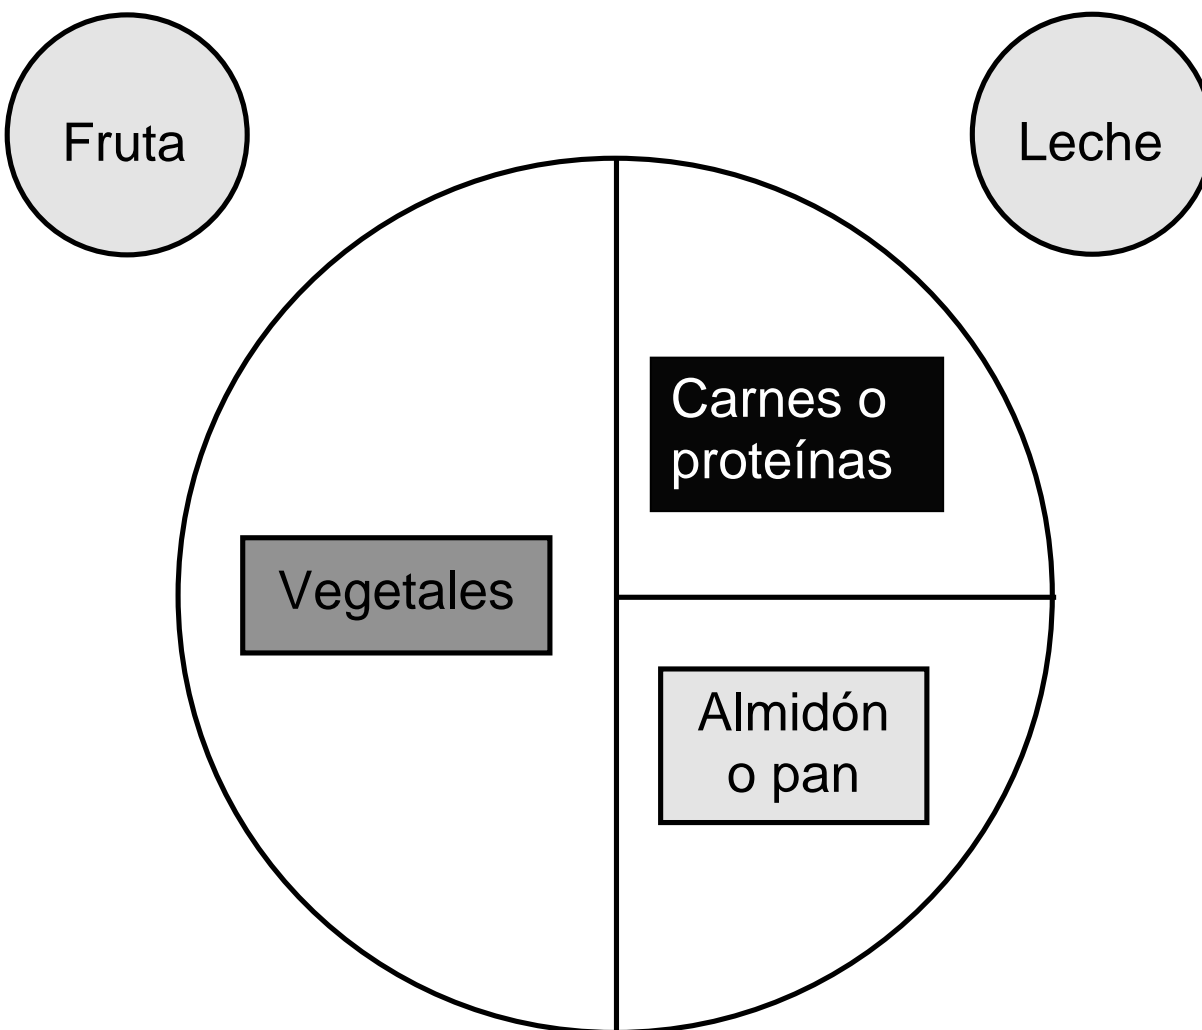 Fruta
Leche
Carnes o
proteínas
Vegetales
Almidón
o pan